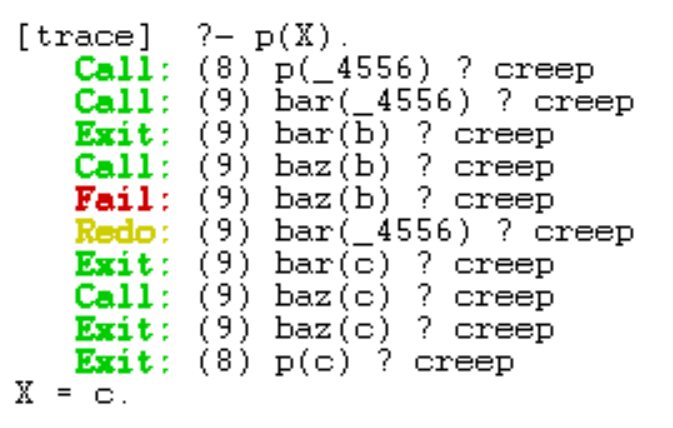 [trace]  ?- p(X).
Call: (8) p(_4556) ? creep
Call: (9) bar(_4556) ? creep
Exit: (9) bar(b) ? creep
Call: (9) baz(b) ? creep
Fail: (9) baz(b) ? creep
Redo: (9) bar(_4556) ? creep
Exit: (9) bar(c) ? creep
Call: (9) baz(c) ? creep
Exit: (9) baz(c) ? creep
Exit: (8) p(c) ? creep
X = c.